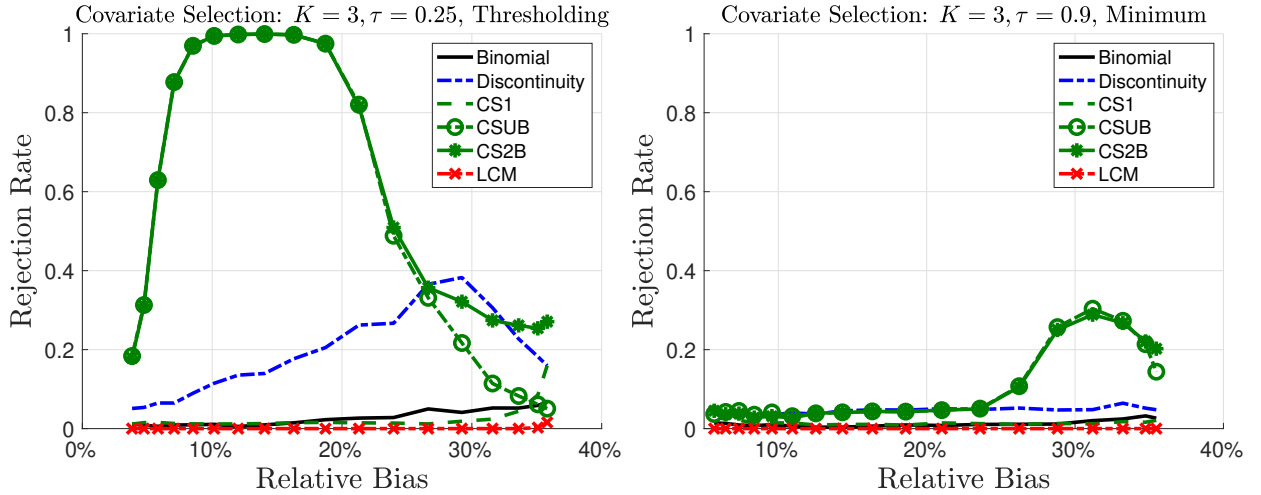 Covariate Selection: K = 3, τ = 0.25, Thresholding
1
0.8
0.6
0.4
0.2
0
Rejection Rate
Binomial
Discontinuity
CS1
CSUB
CS2B
LCM
0%
10%
20%
30%
40%
Relative Bias
Covariate Selection: K = 3, τ = 0.9, Minimum
1
0.8
0.6
0.4
0.2
0
Rejection Rate
Binomial
Discontinuity
CS1
CSUB
CS2B
LCM
10%
20%
30%
40%
Relative Bias